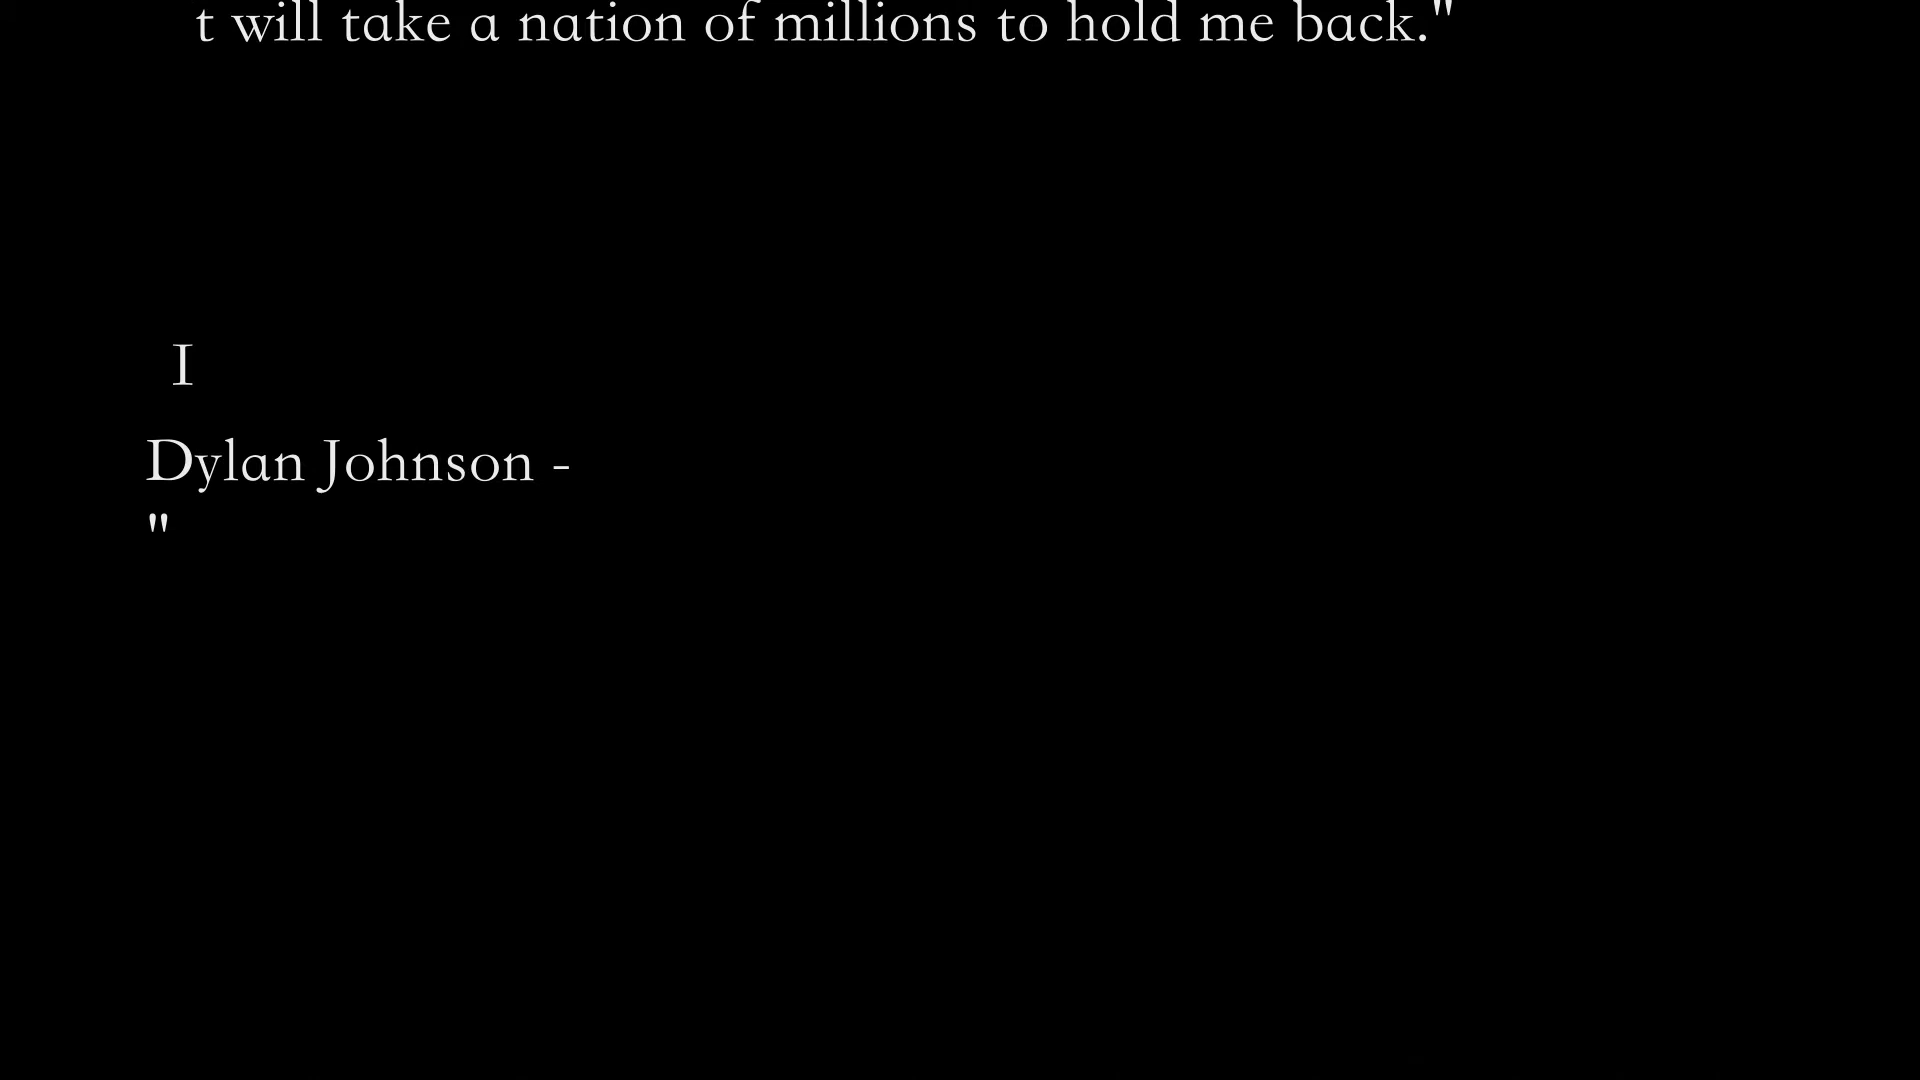 t will take a nation of millions to hold me back."
I
Dylan Johnson -
"